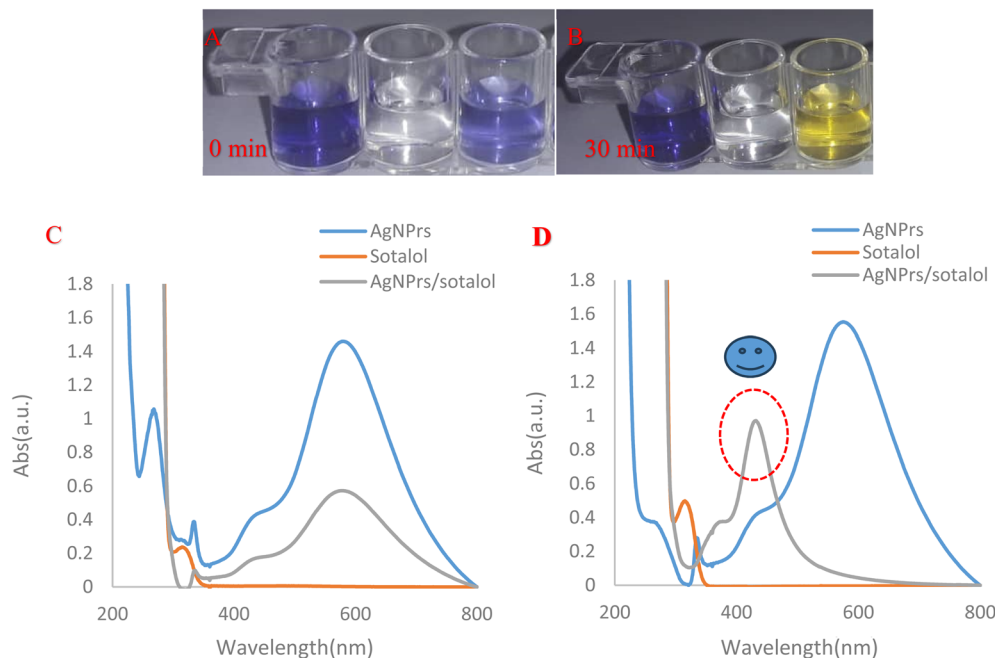 A
0 min
B
30 min
C
AgNPrs
Sotalol
AgNPrs/sotalol
Abs(a.u.)
1.8
1.6
1.4
1.2
1
0.8
0.6
0.4
0.2
0
200
400
600
800
Wavelength(nm)
D
AgNPrs
Sotalol
AgNPrs/sotalol
Abs(a.u.)
1.8
1.6
1.4
1.2
1
0.8
0.6
0.4
0.2
0
200
400
600
800
Wavelength(nm)